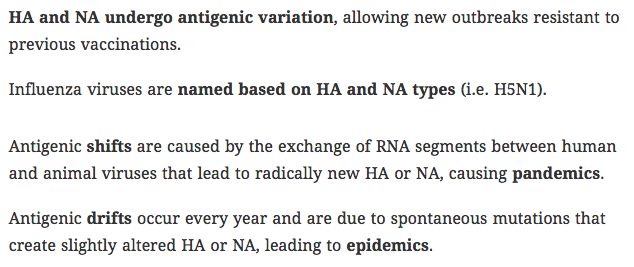 HA and NA undergo antigenic variation, allowing new outbreaks resistant to
previous vaccinations.
Influenza viruses are named based on HA and NA types (i.e. H5N1).
Antigenic shifts are caused by the exchange of RNA segments between human
and animal viruses that lead to radically new HA or NA, causing pandemics.
Antigenic drifts occur every year and are due to spontaneous mutations that
create slightly altered HA or NA, leading to epidemics.